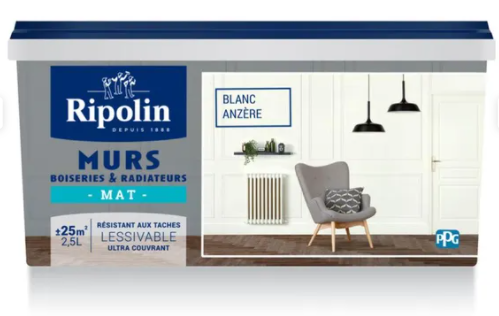 Ripolin
DEPUIS 1888
MURS
BOISERIES & RADIATEURS
- MAT -
±25m²
2,5L
RÉSISTANT AUX TACHES
LESSIVABLE
ULTRA COUVRANT
BLANC
ANZÈRE
PPG